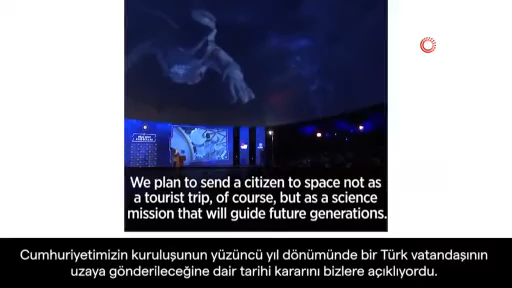 We plan to send a citizen to space not as
a tourist trip, of course, but as a science
mission that will guide future generations.
Cumhuriyetimizin kuruluşunun yüzüncü yıl dönümünde bir Türk vatandaşının
uzaya gönderileceğine dair tarihi kararını bizlere açıklıyordu.